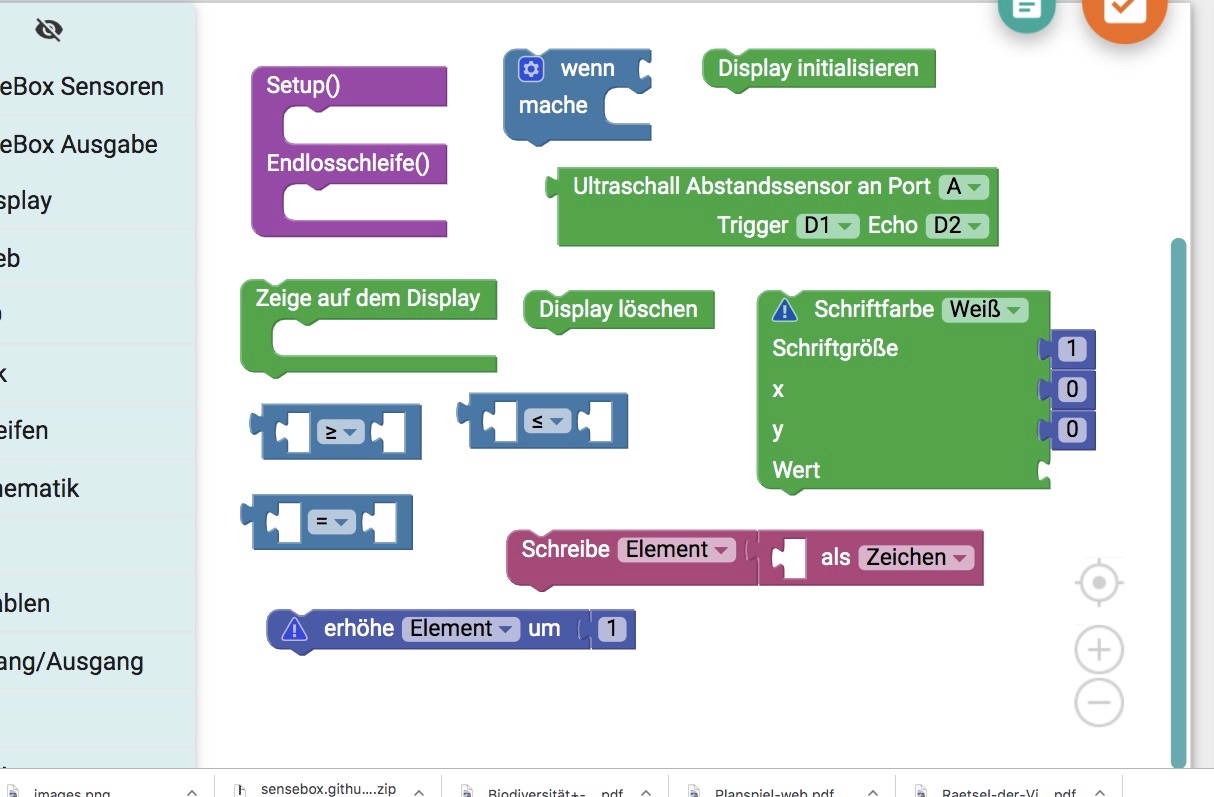 eBox Sensoren
eBox Ausgabe
splay
eb
k
eifen
ematik
blen
ang/Ausgang
Setup()
Endlosschleife()
wenn
mache
Display initialisieren
Ultraschall Abstandssensor an Port A
Trigger D1 Echo D2
Zeige auf dem Display
Display löschen
Schriftfarbe Weiß
Schriftgröße 1
x 0
y 0
Wert
≥
≤
=
Schreibe Element als Zeichen
erhöhe Element um 1
images.png
sensebox.githu....zip
Biodiversität+-....pdf
Planspiel-web.pdf
Raetsel-der-Vi....pdf